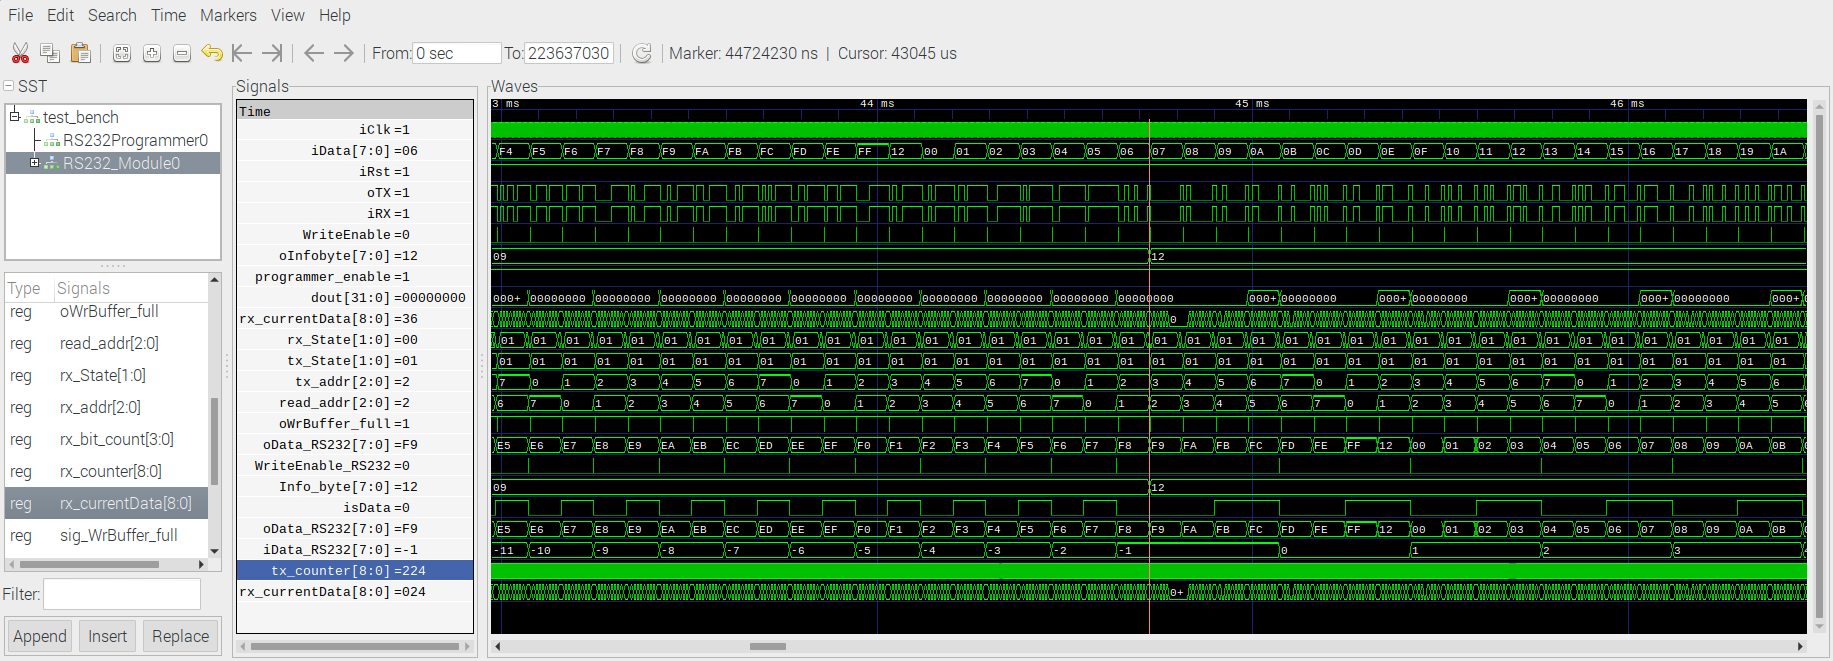 File Edit Search Time Markers View Help
From: 0 sec To: 223637030 Marker: 44724230 ns | Cursor: 43045 us
SST
test_bench
RS232Programmer0
RS232_Module0
Type Signals
reg oWrBuffer_full
reg read_addr[2:0]
reg rx_State[1:0]
reg rx_addr[2:0]
reg rx_bit_count[3:0]
reg rx_counter[8:0]
reg rx_currentData[8:0]
reg sig_WrBuffer_full
Filter:
Append Insert Replace
Signals
Time
iClk =1
iData[7:0] =06
iRst =1
oTX =1
iRX =1
WriteEnable =0
oInfobyte[7:0] =12
programmer_enable =1
dout[31:0] =00000000
rx_currentData[8:0] =36
rx_State[1:0] =00
tx_State[1:0] =01
tx_addr[2:0] =2
read_addr[2:0] =2
oWrBuffer_full =1
oData_RS232[7:0] =F9
WriteEnable_RS232 =0
Info_byte[7:0] =12
isData =0
oData_RS232[7:0] =F9
iData_RS232[7:0] =-1
tx_counter[8:0] =224
rx_currentData[8:0] =024
Waves
3 ms 44 ms 45 ms 46 ms
F4 F5 F6 F7 F8 F9 FA FB FC FD FE FF 12 00 01 02 03 04 05 06 07 08 09 0A 0B 0C 0D 0E 0F 10 11 12 13 14 15 16 17 18 19 1A
09 12
000+ 00000000 00000000 00000000 00000000 00000000 00000000 00000000 00000000 00000000 00000000 000+ 00000000 000+ 00000000 000+ 00000000 000+ 00000000 000+
0
01 01 01 01 01 01 01 01 01 01 01 01 01 01 01 01 01 01 01 01 01 01 01 01 01 01 01 01 01 01 01 01 01 01 01 01 01 01 01 01
01 01 01 01 01 01 01 01 01 01 01 01 01 01 01 01 01 01 01 01 01 01 01 01 01 01 01 01 01 01 01 01 01 01 01 01 01 01 01 01
7 0 1 2 3 4 5 6 7 0 1 2 3 4 5 6 7 0 1 2 3 4 5 6 7 0 1 2 3 4 5 6 7 0 1 2 3 4 5 6
6 7 0 1 2 3 4 5 6 7 0 1 2 3 4 5 6 7 0 1 2 3 4 5 6 7 0 1 2 3 4 5 6 7 0 1 2 3 4 5
E5 E6 E7 E8 E9 EA EB EC ED EE EF F0 F1 F2 F3 F4 F5 F6 F7 F8 F9 FA FB FC FD FE FF 12 00 01 02 03 04 05 06 07 08 09 0A 0B
09 12
E5 E6 E7 E8 E9 EA EB EC ED EE EF F0 F1 F2 F3 F4 F5 F6 F7 F8 F9 FA FB FC FD FE FF 12 00 01 02 03 04 05 06 07 08 09 0A 0B
-11 -10 -9 -8 -7 -6 -5 -4 -3 -2 -1 0 1 2 3
0+